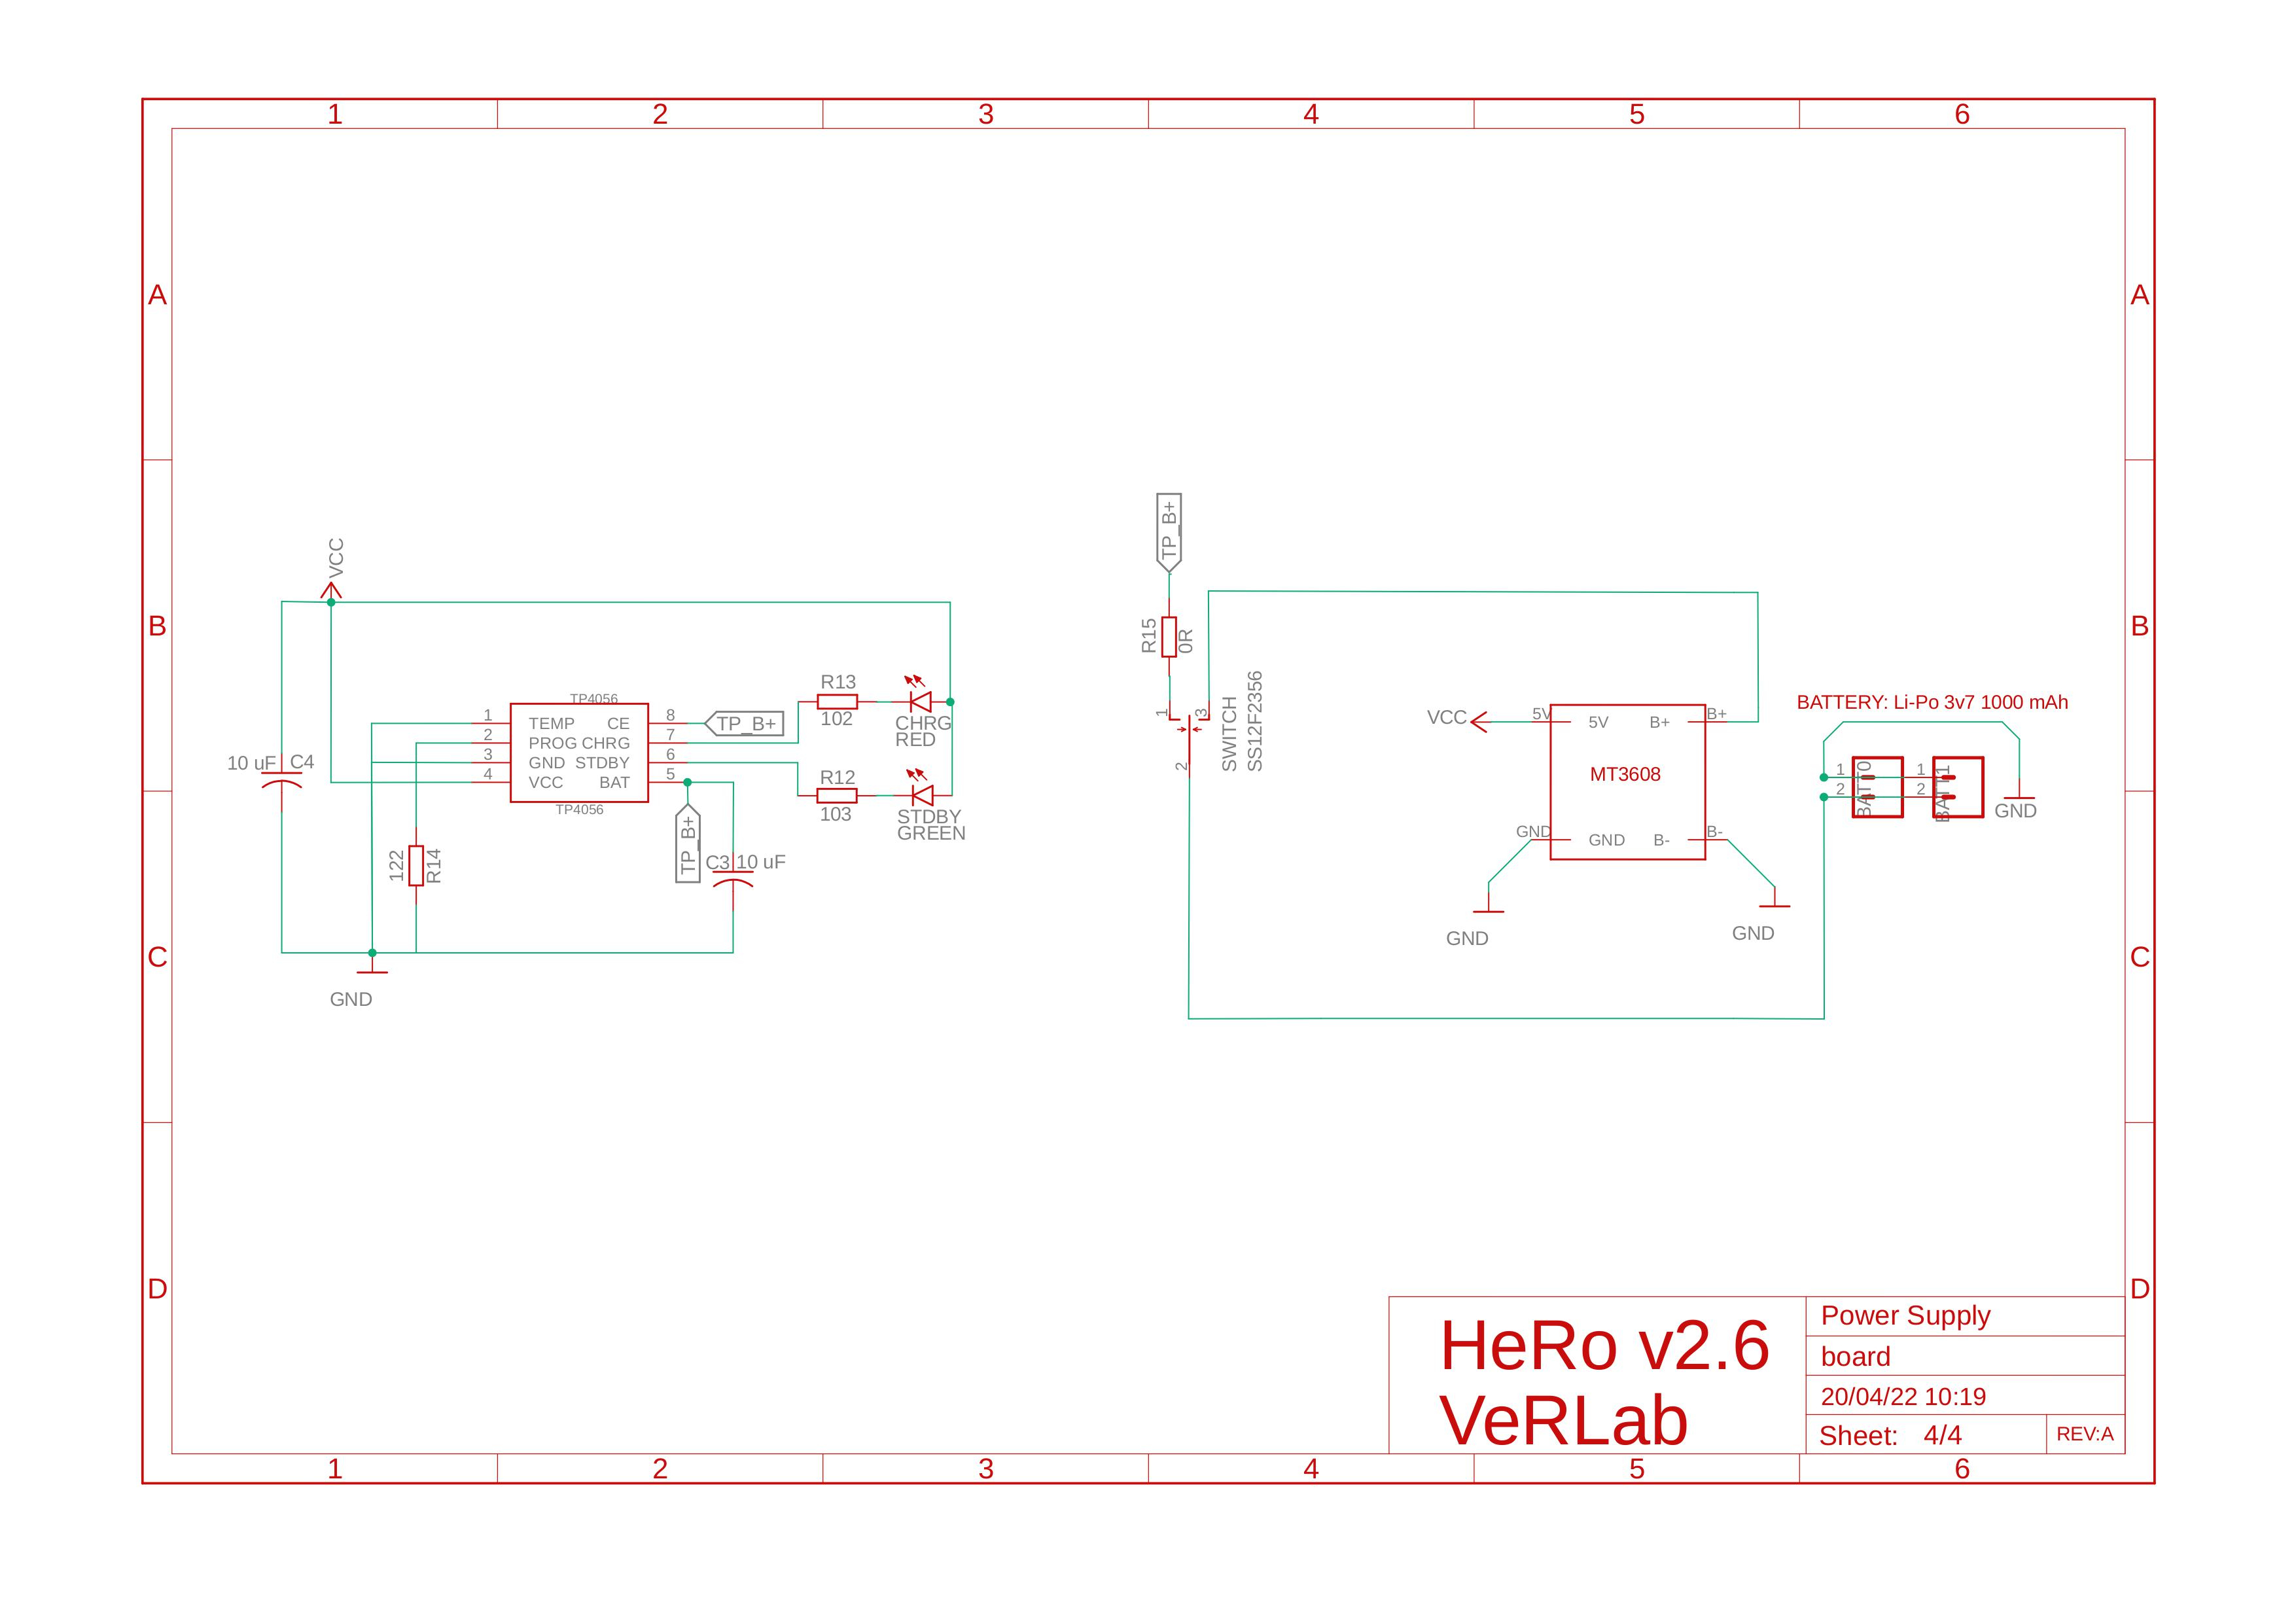 1 2 3 4 5 6
A A
B B
C C
D D
VCC
10 uF C4
TP4056
1 TEMP CE 8
2 PROG CHRG 7
3 GND STDBY 6
4 VCC BAT 5
TP4056
TP_B+
R13
102
CHRG
RED
R12
103
STDBY
GREEN
122
R14
TP_B+
C3 10 uF
GND
TP_B+
R15
0R
1
3
2
SWITCH
SS12F2356
VCC
5V 5V B+ B+
MT3608
GND GND B- B-
GND
GND
BATTERY: Li-Po 3v7 1000 mAh
1 BAT0 1 BAT1
2 2
GND
HeRo v2.6
VeRLab
Power Supply
board
20/04/22 10:19
Sheet: 4/4
REV:A
1 2 3 4 5 6